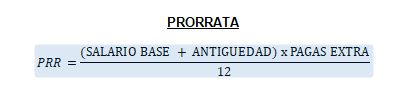 PRORRATA
PRR = (SALARIO BASE + ANTIGUEDAD) x PAGAS EXTRA
12